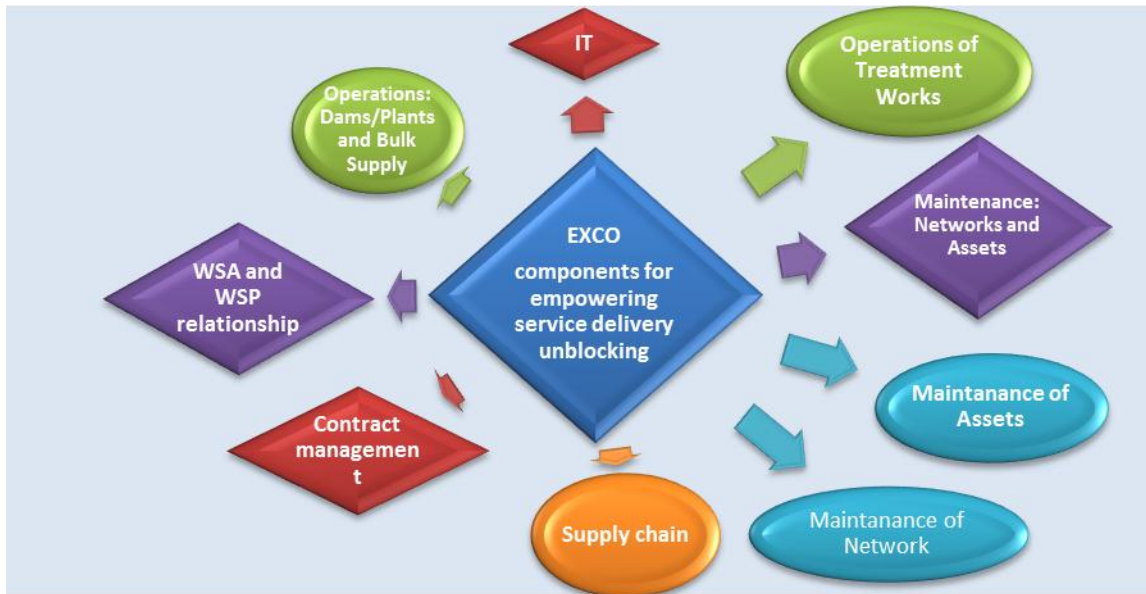 IT
Operations of
Treatment
Works
Operations:
Dams/Plants
and Bulk
Supply
Maintenance:
Networks and
Assets
EXCO
components for
empowering
service delivery
unblocking
WSA and
WSP
relationship
Maintanance of
Assets
Contract
managemen
t
Supply chain
Maintanance of
Network